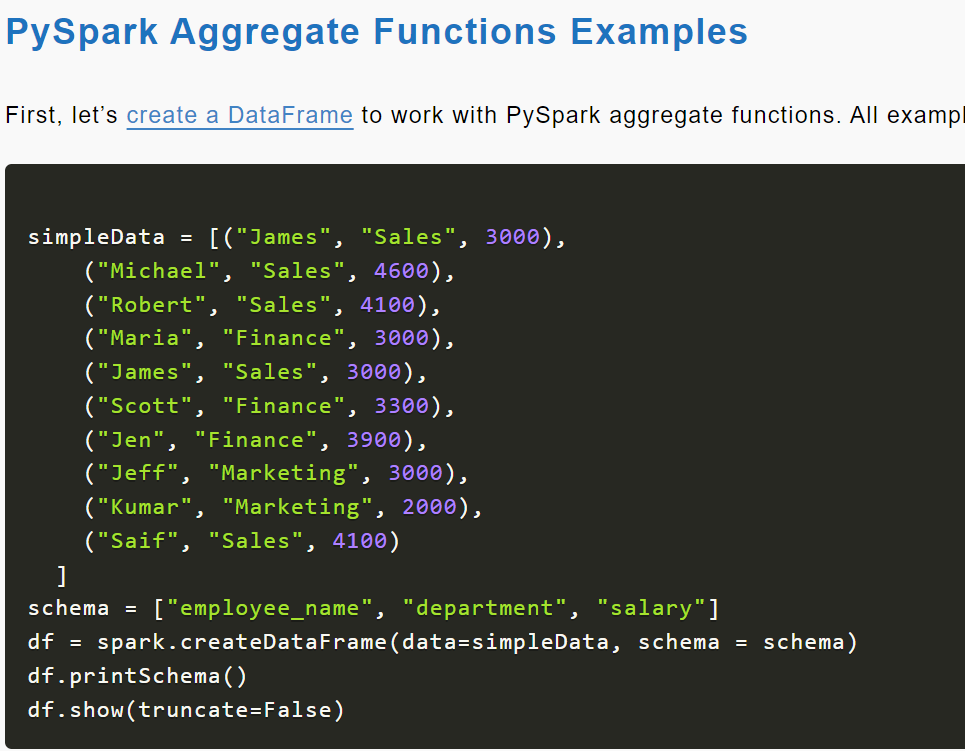 PySpark Aggregate Functions Examples
First, let’s create a DataFrame to work with PySpark aggregate functions. All
simpleData = [("James", "Sales", 3000),
    ("Michael", "Sales", 4600),
    ("Robert", "Sales", 4100),
    ("Maria", "Finance", 3000),
    ("James", "Sales", 3000),
    ("Scott", "Finance", 3300),
    ("Jen", "Finance", 3900),
    ("Jeff", "Marketing", 3000),
    ("Kumar", "Marketing", 2000),
    ("Saif", "Sales", 4100)
  ]
schema = ["employee_name", "department", "salary"]
df = spark.createDataFrame(data=simpleData, schema = schema)
df.printSchema()
df.show(truncate=False)